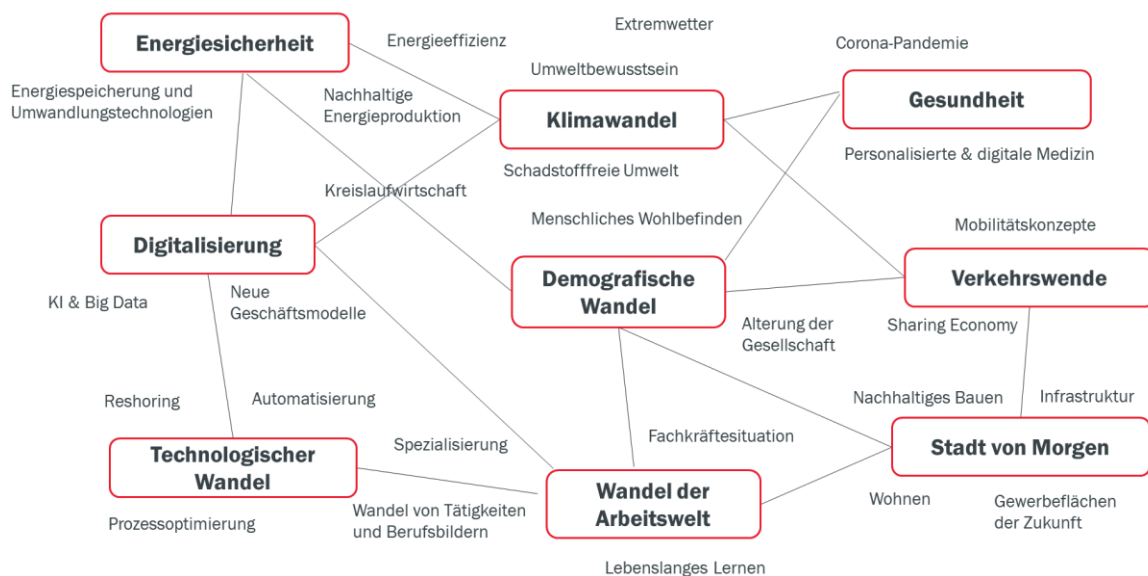 Extremwetter
Energiesicherheit
Energieeffizienz
Corona-Pandemie
Umweltbewusstsein
Energiespeicherung und
Umwandlungstechnologien
Nachhaltige
Energieproduktion
Klimawandel
Gesundheit
Personalisierte & digitale Medizin
Schadstofffreie Umwelt
Kreislaufwirtschaft
Menschliches Wohlbefinden
Mobilitätskonzepte
Digitalisierung
Demografische
Wandel
Verkehrswende
KI & Big Data
Neue
Geschäftsmodelle
Alterung der
Gesellschaft
Sharing Economy
Reshoring
Automatisierung
Nachhaltiges Bauen
Infrastruktur
Spezialisierung
Fachkräftesituation
Technologischer
Wandel
Stadt von Morgen
Wandel der
Arbeitswelt
Wohnen
Gewerbeflächen
der Zukunft
Prozessoptimierung
Wandel von Tätigkeiten
und Berufsbildern
Lebenslanges Lernen